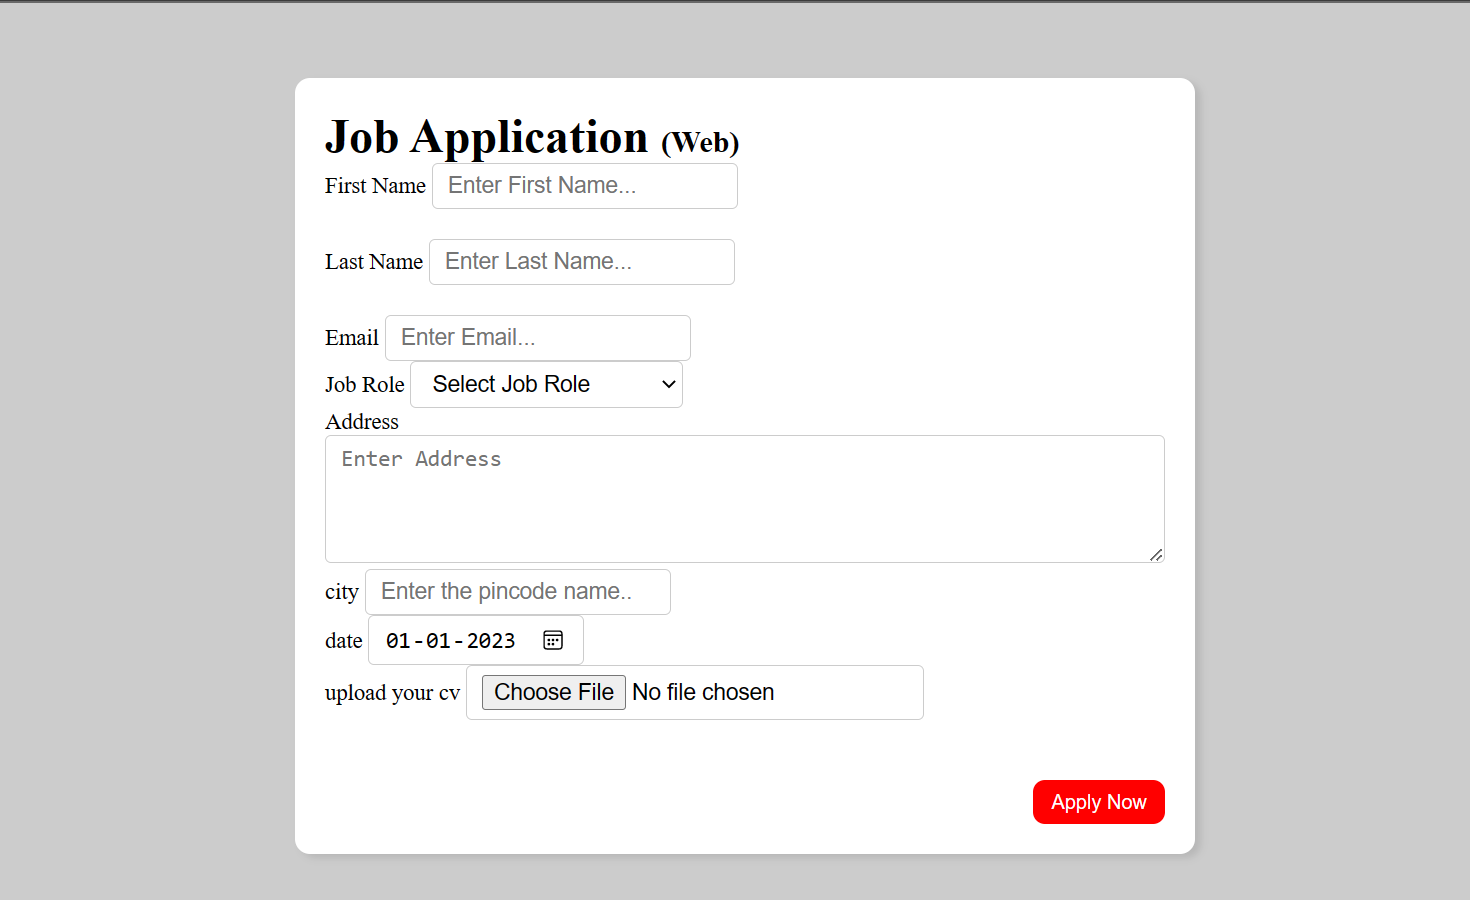 Job Application (Web)
First Name Enter First Name...
Last Name Enter Last Name...
Email Enter Email...
Job Role Select Job Role
Address
Enter Address
city Enter the pincode name..
date 01-01-2023
upload your cv Choose File No file chosen
Apply Now